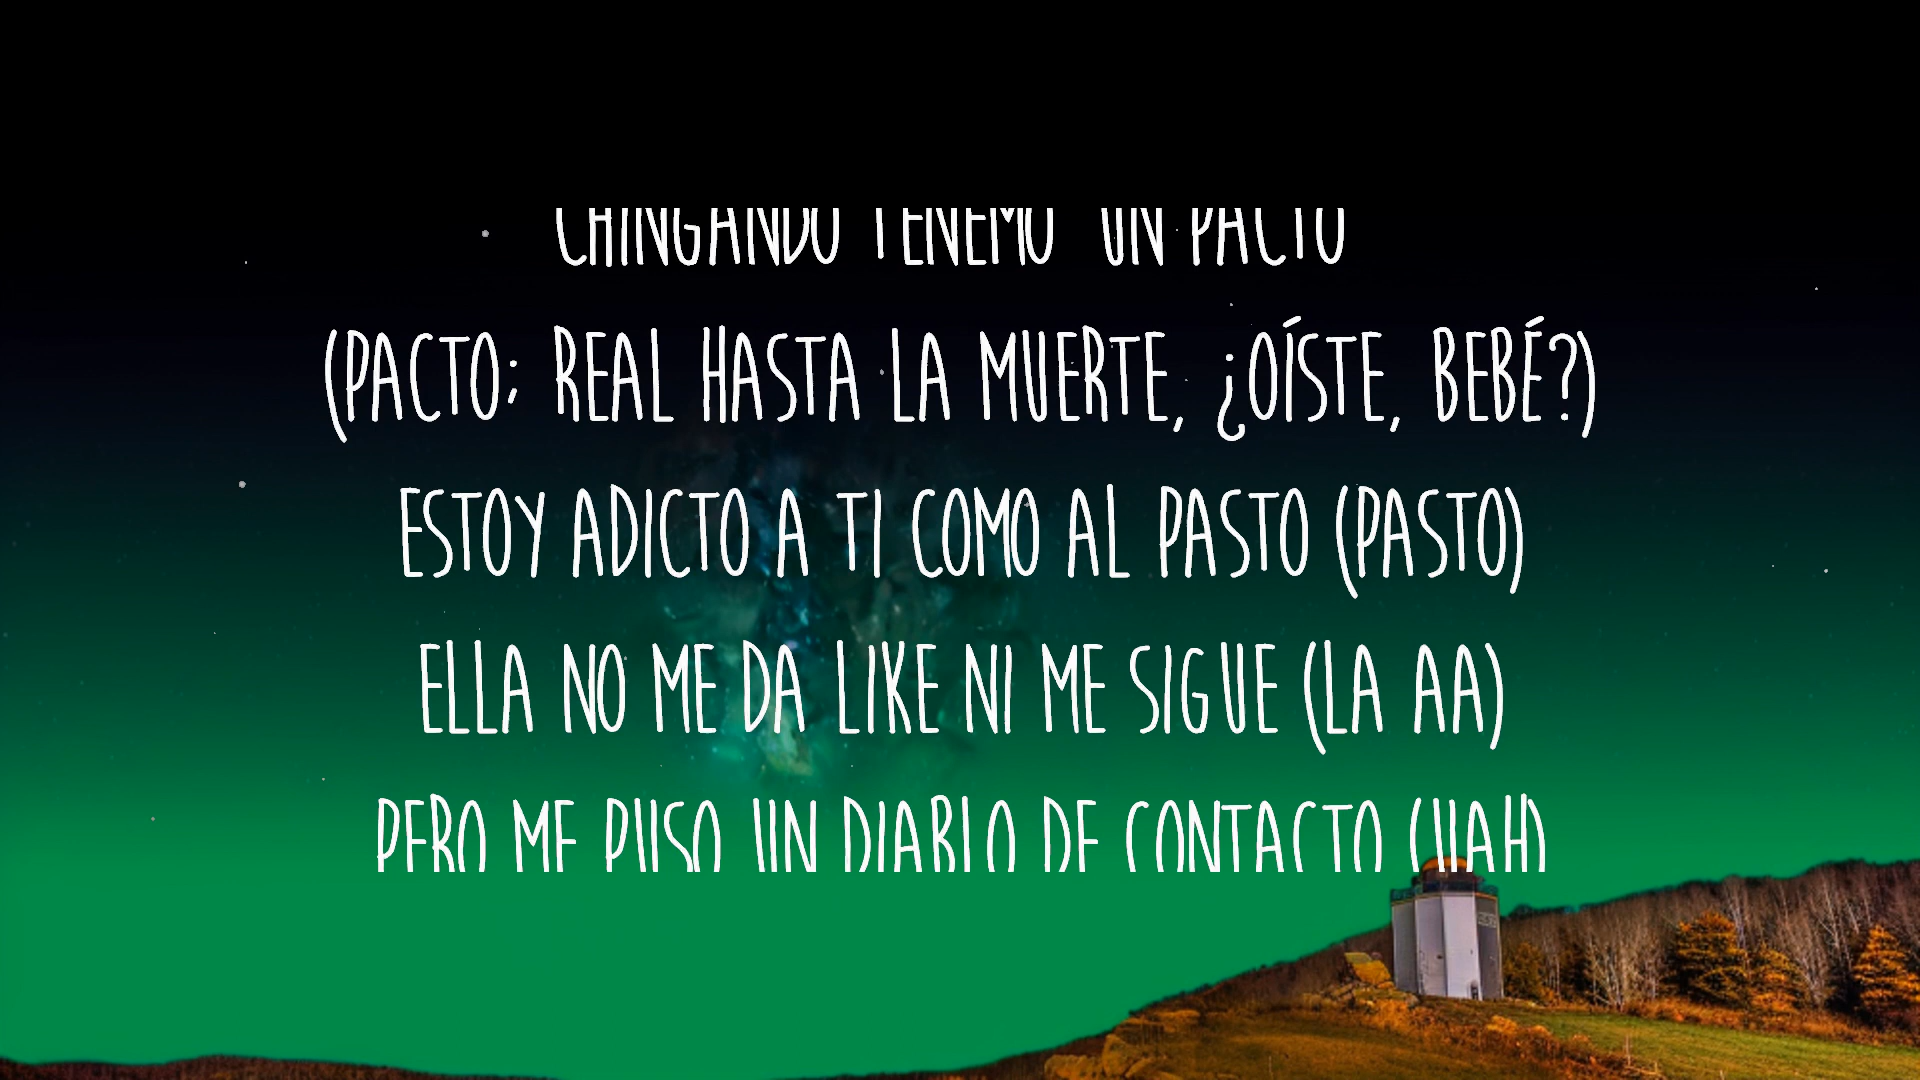 CHINGANDO TENEMO' UN PACTO
(PACTO; REAL HASTA LA MUERTE, ¿OÍSTE, BEBÉ?)
ESTOY ADICTO A TI COMO AL PASTO (PASTO)
ELLA NO ME DA LIKE NI ME SIGUE (LA AA)
PERO ME PUSO UN DIABLO DE CONTACTO (UAH)